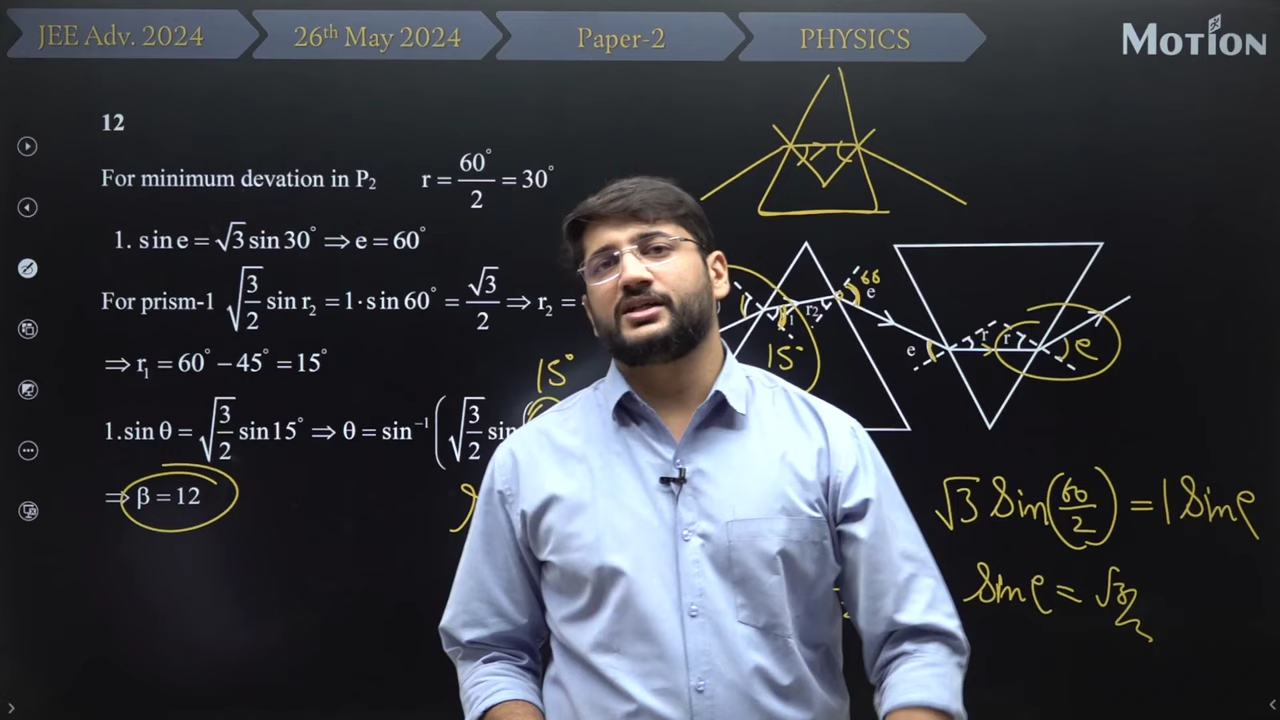 JEE Adv. 2024
26th May 2024
Paper-2
PHYSICS
MOTION
12
For minimum devation in P₂ r = 60°/2 = 30°
1. sin e = √3 sin 30° ⇒ e = 60°
For prism-1 √(3/2) sin r₂ = 1·sin 60° = √3/2 ⇒ r₂ =
⇒ r₁ = 60° − 45° = 15°
1.sin θ = √(3/2) sin 15° ⇒ θ = sin⁻¹(√(3/2) sin
⇒ β = 12
15°
60
e
r₂
1
15°
e
r
r
e
√3 Sin(60/2) = 1 Sin e
Sin e = √3/2